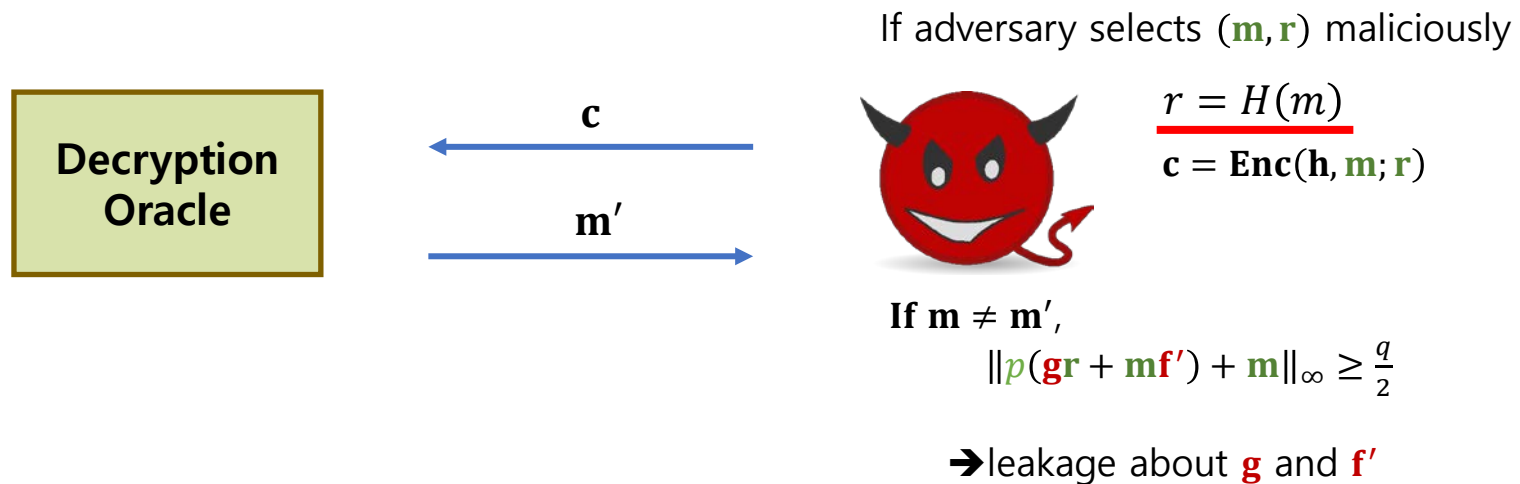 If adversary selects (m, r) maliciously
Decryption
Oracle
c
m′
r = H(m)
c = Enc(h, m; r)
If m ≠ m′,
‖p(gr + mf′) + m‖∞ ≥ q/2
➔leakage about g and f′